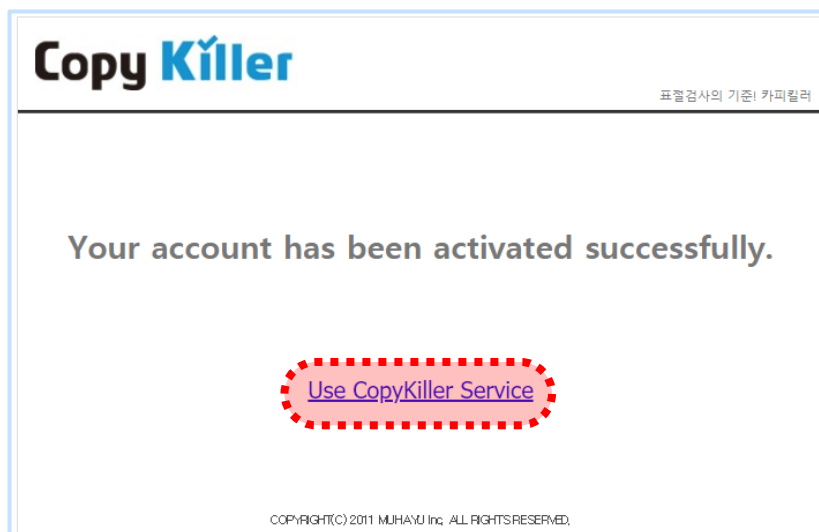 Copy Killer
표절검사의 기준! 카피킬러
Your account has been activated successfully.
Use CopyKiller Service
COPYRIGHT(C) 2011 MUHAYU Inc, ALL RIGHTS RESERVED,